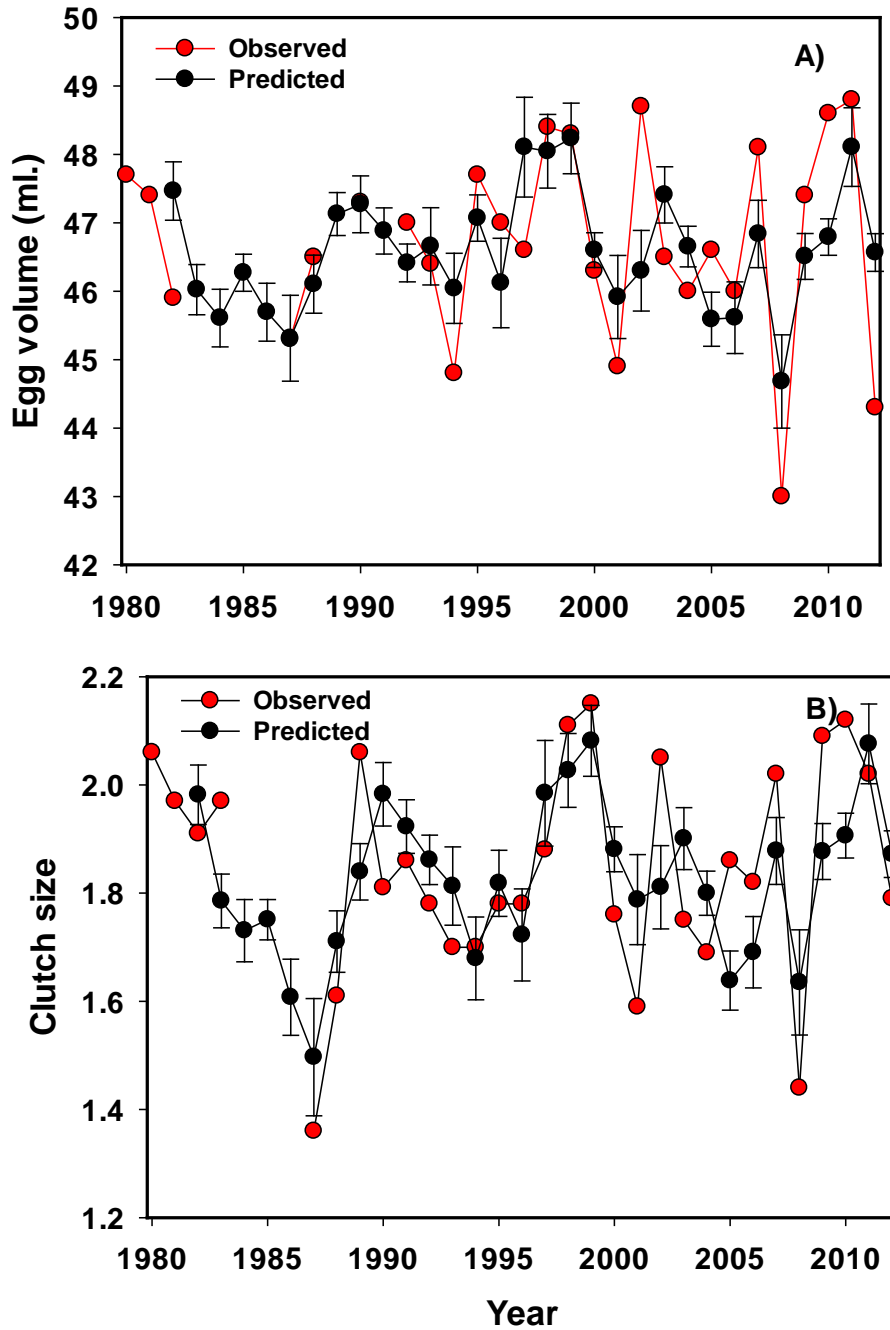 50
49
48
47
46
45
44
43
42
Egg volume (ml.)
Observed
Predicted
A)
1980 1985 1990 1995 2000 2005 2010
2.2
2.0
1.8
1.6
1.4
1.2
Clutch size
Observed
Predicted
B)
1980 1985 1990 1995 2000 2005 2010
Year